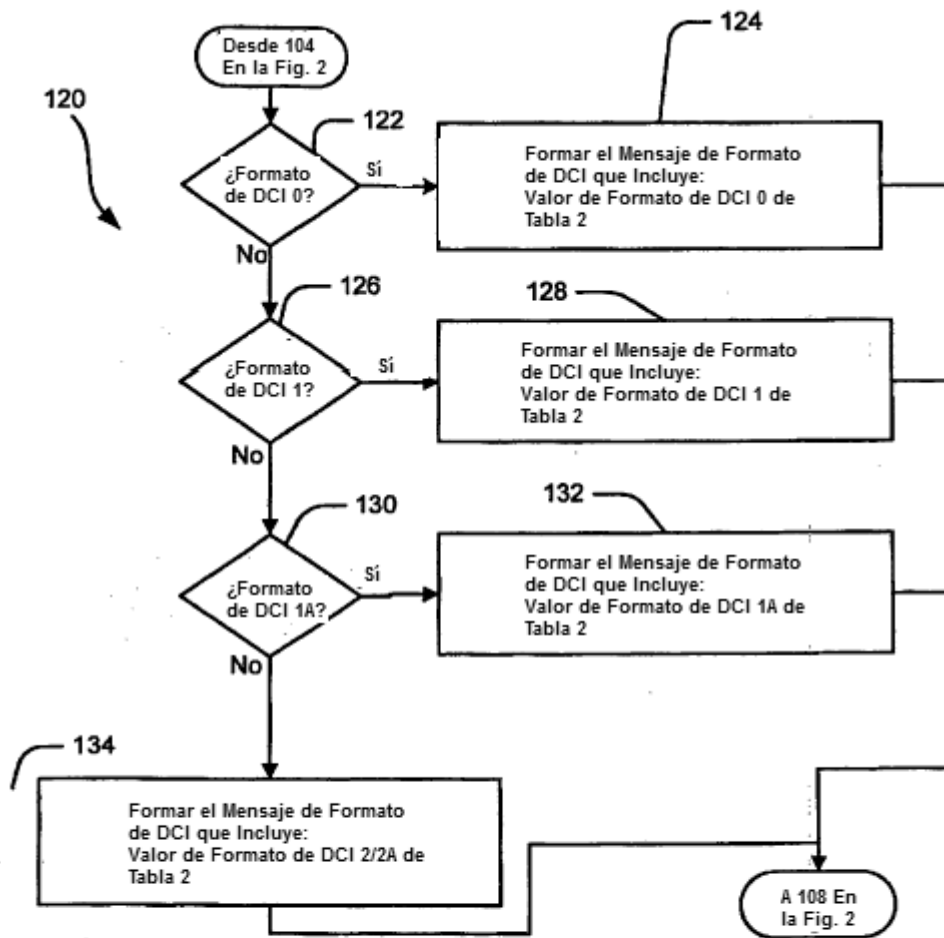 Desde 104
En la Fig. 2
120
122
¿Formato
de DCI 0?
Sí
No
124
Formar el Mensaje de Formato
de DCI que Incluye:
Valor de Formato de DCI 0 de
Tabla 2
126
¿Formato
de DCI 1?
Sí
No
128
Formar el Mensaje de Formato
de DCI que Incluye:
Valor de Formato de DCI 1 de
Tabla 2
130
¿Formato
de DCI 1A?
Sí
No
132
Formar el Mensaje de Formato
de DCI que Incluye:
Valor de Formato de DCI 1A de
Tabla 2
134
Formar el Mensaje de Formato
de DCI que Incluye:
Valor de Formato de DCI 2/2A de
Tabla 2
A 108 En
la Fig. 2